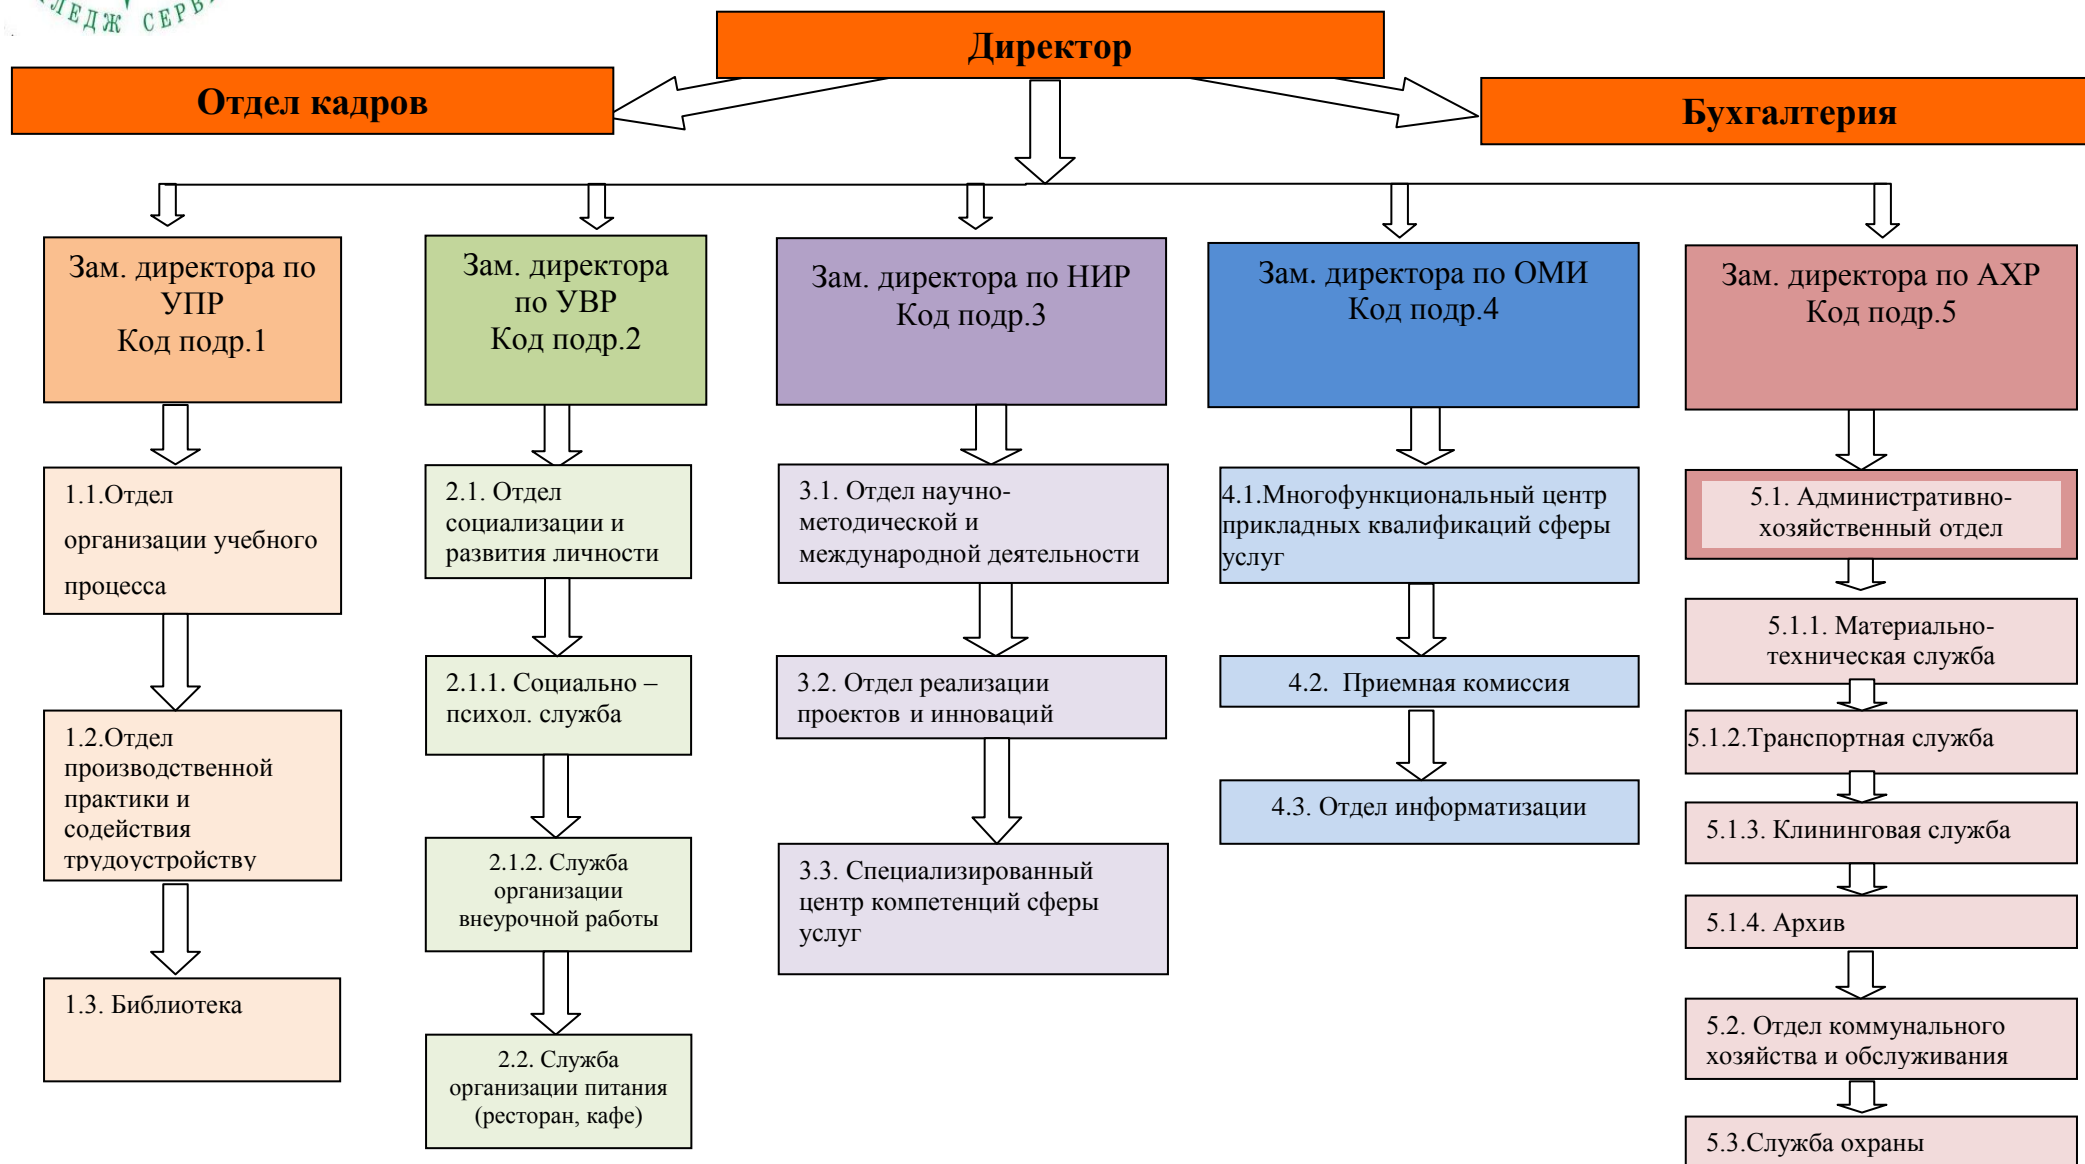 СЕРВ
Директор
Отдел кадров
Бухгалтерия
Зам. директора по
УПР
Код подр.1
Зам. директора
по УВР
Код подр.2
Зам. директора по НИР
Код подр.3
Зам. директора по ОМИ
Код подр.4
Зам. директора по АХР
Код подр.5
1.1.Отдел
организации учебного
процесса
1.2.Отдел
производственной
практики и
содействия
трудоустройству
1.3. Библиотека
2.1. Отдел
социализации и
развития личности
2.1.1. Социально –
психол. служба
2.1.2. Служба
организации
внеурочной работы
2.2. Служба
организации питания
(ресторан, кафе)
3.1. Отдел научно-
методической и
международной деятельности
3.2. Отдел реализации
проектов и инноваций
3.3. Специализированный
центр компетенций сферы
услуг
4.1.Многофункциональный центр
прикладных квалификаций сферы
услуг
4.2. Приемная комиссия
4.3. Отдел информатизации
5.1. Административно-
хозяйственный отдел
5.1.1. Материально-
техническая служба
5.1.2.Транспортная служба
5.1.3. Клининговая служба
5.1.4. Архив
5.2. Отдел коммунального
хозяйства и обслуживания
5.3.Служба охраны